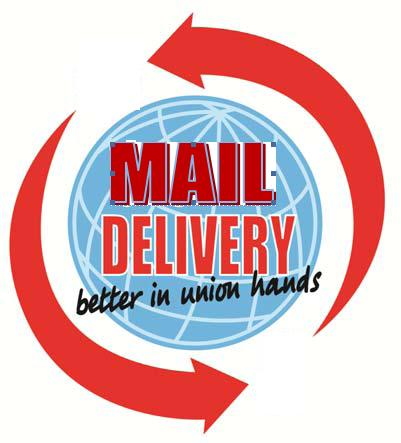 MAIL
DELIVERY
better in union hands